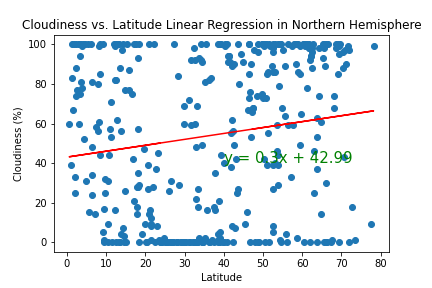 Cloudiness vs. Latitude Linear Regression in Northern Hemisphere
100
80
60
40
20
0
Cloudiness (%)
y = 0.3x + 42.99
0 10 20 30 40 50 60 70 80
Latitude